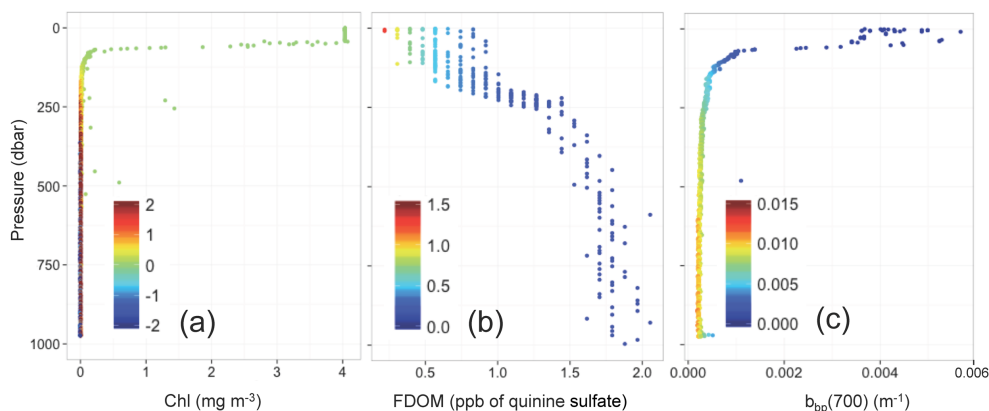 0
250
500
750
1000
Pressure (dbar)
2
1
0
-1
-2
(a)
0 1 2 3 4
Chl (mg m⁻³)
1.5
1.0
0.5
0.0
(b)
0.5 1.0 1.5 2.0
FDOM (ppb of quinine sulfate)
0.015
0.010
0.005
0.000
(c)
0.000 0.002 0.004 0.006
b_bp(700) (m⁻¹)